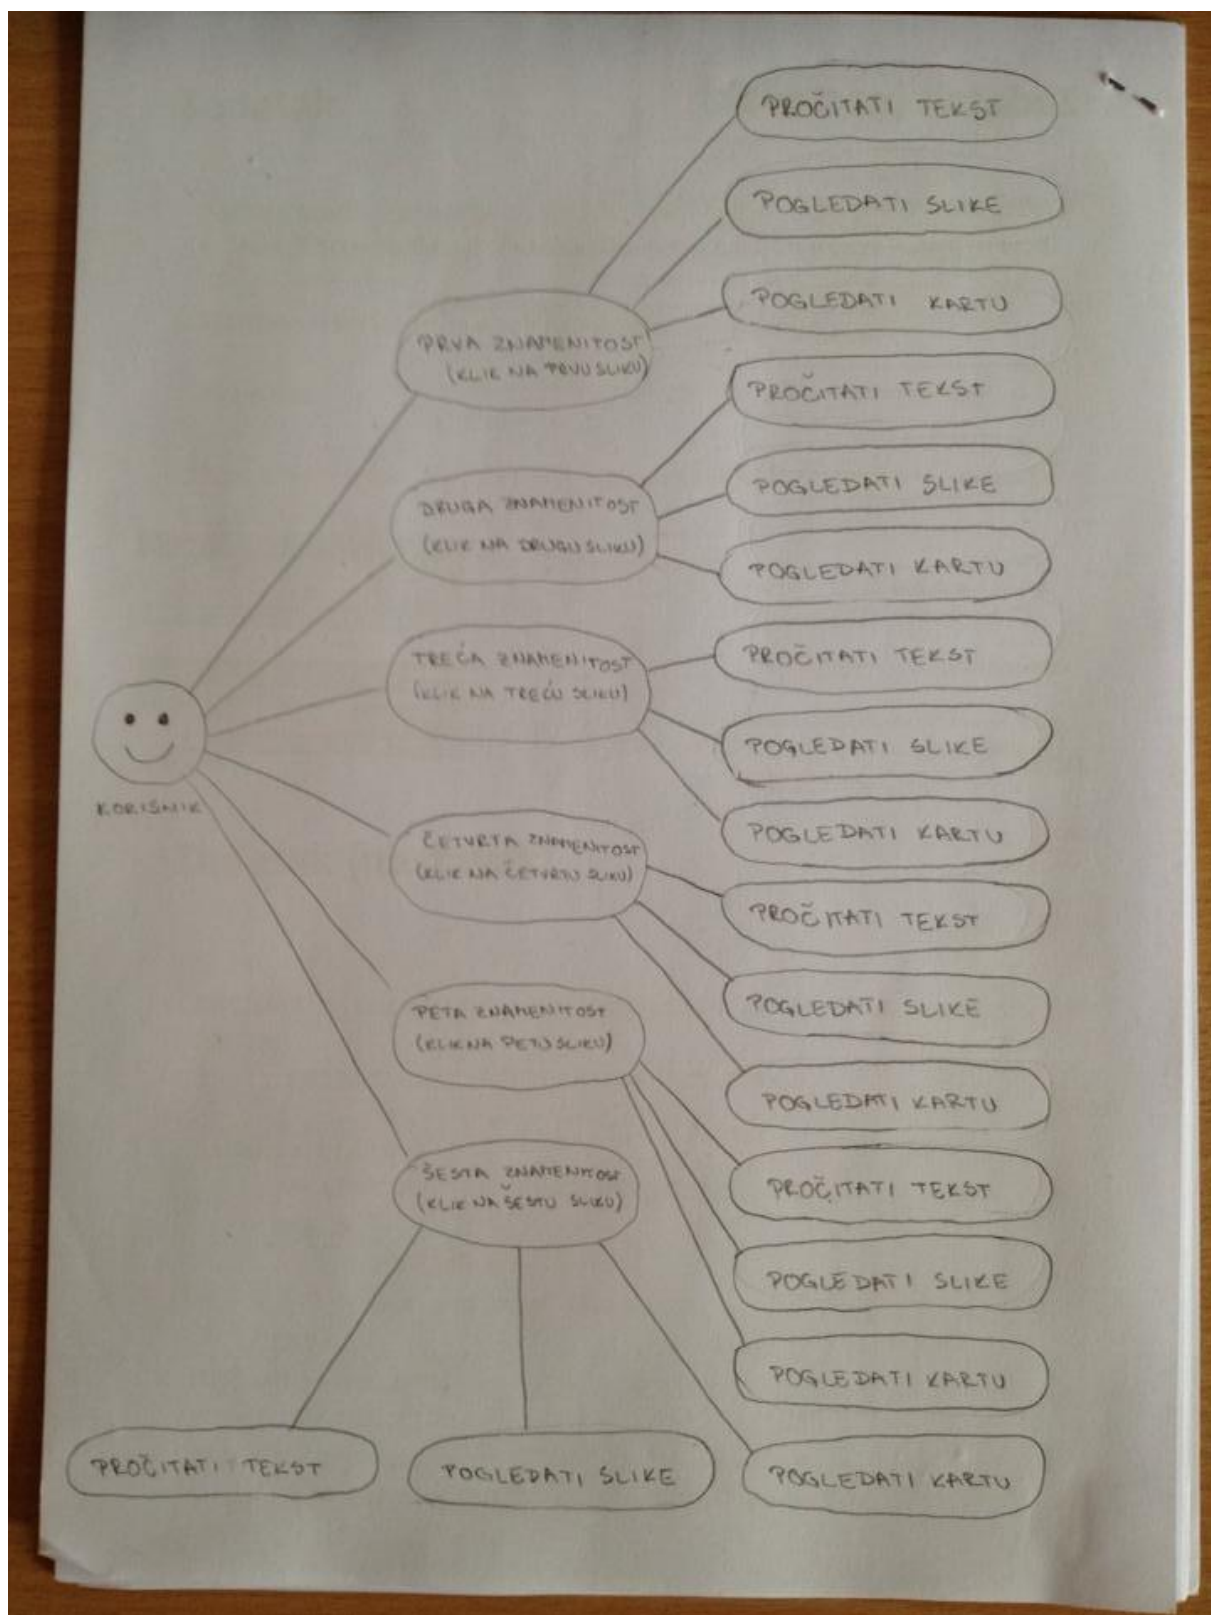 PROČITATI TEKST
POGLEDATI SLIKE
POGLEDATI KARTU
PRVA ZNAMENITOST
(KLIK NA PRVU SLIKU)
PROČITATI TEKST
POGLEDATI SLIKE
POGLEDATI KARTU
DRUGA ZNAMENITOST
(KLIK NA DRUGU SLIKU)
PROČITATI TEKST
POGLEDATI SLIKE
POGLEDATI KARTU
TREĆA ZNAMENITOST
(KLIK NA TREĆU SLIKU)
KORISNIK
PROČITATI TEKST
POGLEDATI SLIKE
POGLEDATI KARTU
ČETVRTA ZNAMENITOST
(KLIK NA ČETVRTU SLIKU)
PROČITATI TEKST
POGLEDATI SLIKE
POGLEDATI KARTU
PETA ZNAMENITOST
(KLIK NA PETU SLIKU)
ŠESTA ZNAMENITOST
(KLIK NA ŠESTU SLIKU)
PROČITATI TEKST
POGLEDATI SLIKE
POGLEDATI KARTU